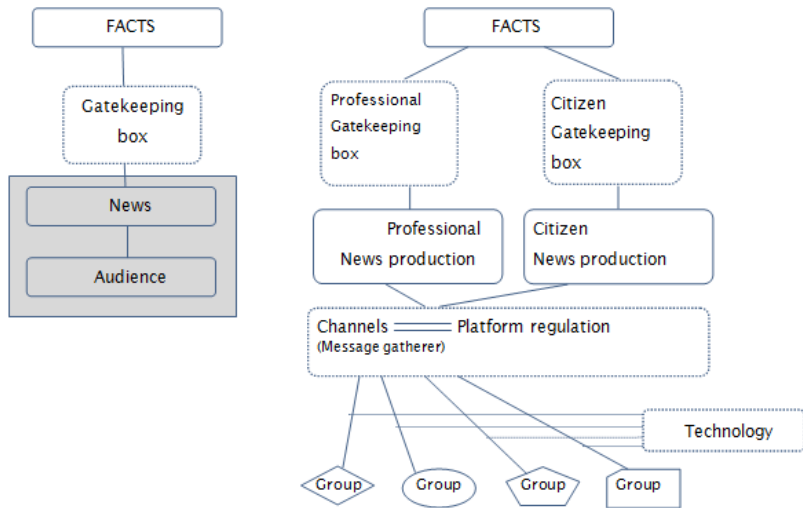 FACTS
Gatekeeping
box
News
Audience
FACTS
Professional
Gatekeeping
box
Citizen
Gatekeeping
box
Professional
News production
Citizen
News production
Channels Platform regulation
(Message gatherer)
Technology
Group Group Group Group